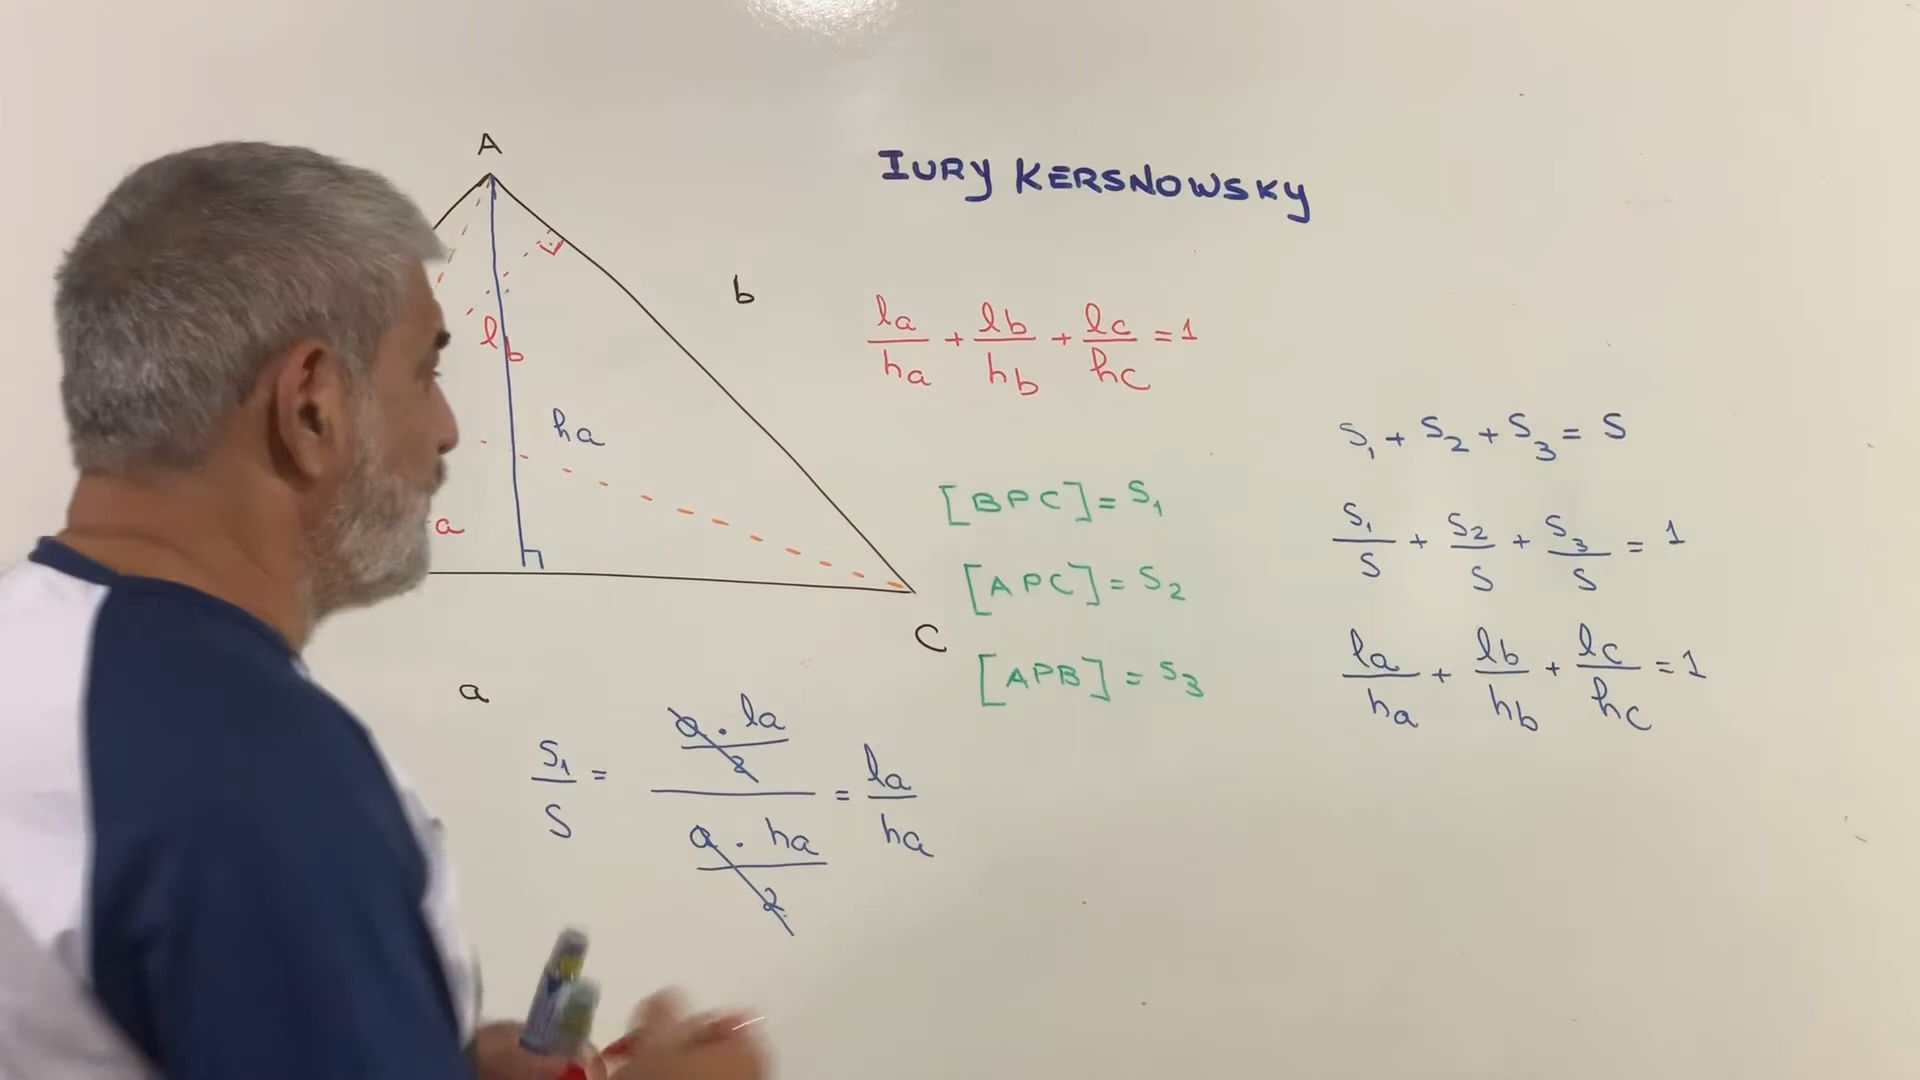 A
IURY KERSNOWSKY
b
la/ha + lb/hb + lc/hc = 1
lb
ha
S1 + S2 + S3 = S
[BPC] = S1
S1/S + S2/S + S3/S = 1
a
[APC] = S2
C
la/ha + lb/hb + lc/hc = 1
[APB] = S3
a
S1/S = (a · la/2)/(a · ha/2) = la/ha